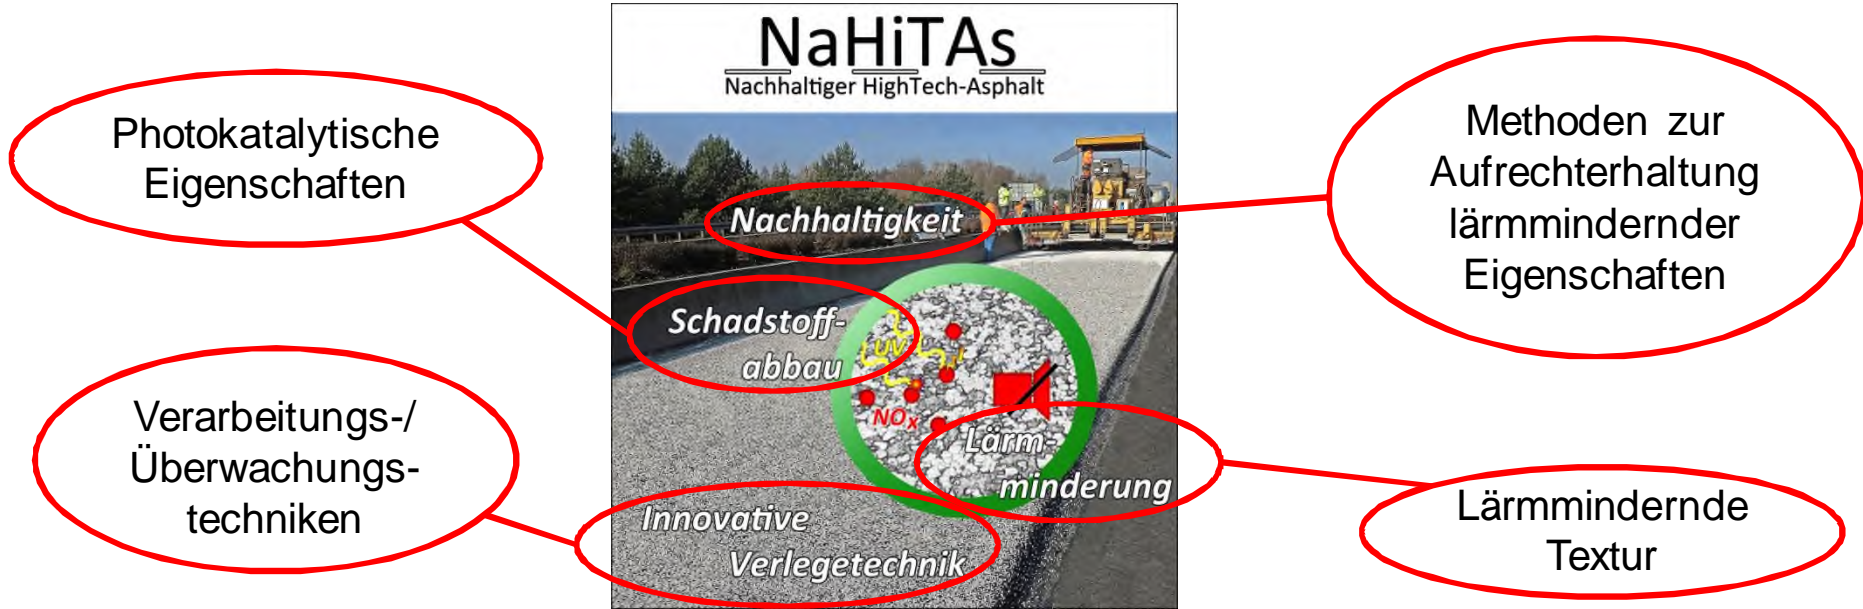 NaHiTAs
Nachhaltiger HighTech-Asphalt
Photokatalytische
Eigenschaften
Methoden zur
Aufrechterhaltung
lärmmindernder
Eigenschaften
Nachhaltigkeit
Schadstoff-
abbau
UV
NOx
Lärm-
minderung
Verarbeitungs-/
Überwachungs-
techniken
Innovative
Verlegetechnik
Lärmmindernde
Textur